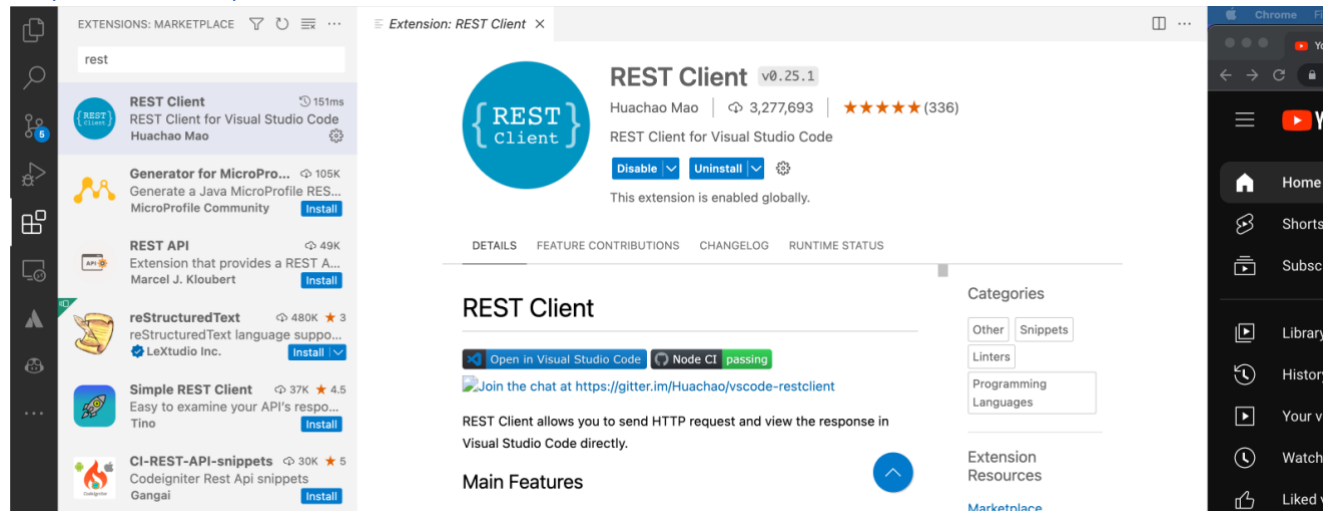 EXTENSIONS: MARKETPLACE
rest
REST Client 151ms
REST Client for Visual Studio Code
Huachao Mao
Generator for MicroPro... 105K
Generate a Java MicroProfile RES...
MicroProfile Community Install
REST API 49K
Extension that provides a REST A...
Marcel J. Kloubert Install
reStructuredText 480K ★ 3
reStructuredText language suppo...
LeXtudio Inc. Install
Simple REST Client 37K ★ 4.5
Easy to examine your API's respo...
Tino Install
CI-REST-API-snippets 30K ★ 5
Codeigniter Rest Api snippets
Gangai Install
5
Extension: REST Client
{REST}
Client
REST Client v0.25.1
Huachao Mao | 3,277,693 | ★★★★★(336)
REST Client for Visual Studio Code
Disable Uninstall
This extension is enabled globally.
DETAILS FEATURE CONTRIBUTIONS CHANGELOG RUNTIME STATUS
REST Client
Open in Visual Studio Code Node CI passing
Join the chat at https://gitter.im/Huachao/vscode-restclient
REST Client allows you to send HTTP request and view the response in
Visual Studio Code directly.
Main Features
Categories
Other Snippets
Linters
Programming
Languages
Extension
Resources
Marketplace
Chrome
Home
Shorts
Subsc
Library
History
Your v
Watch
Liked v